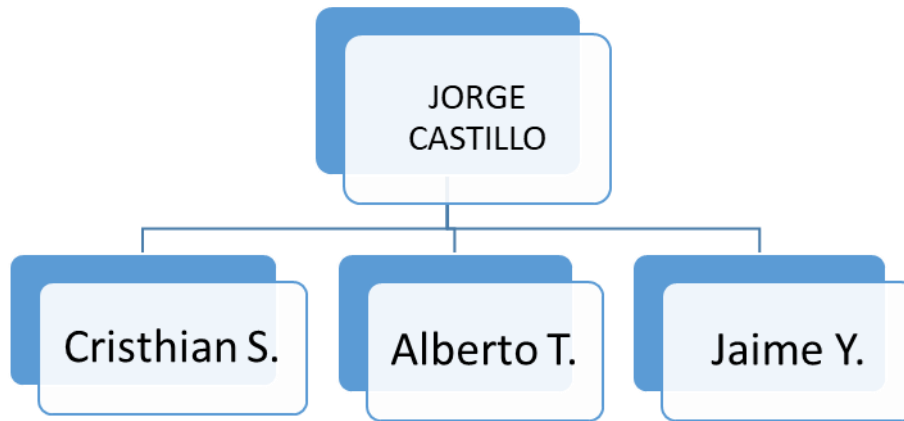 JORGE
CASTILLO
Cristhian S.
Alberto T.
Jaime Y.